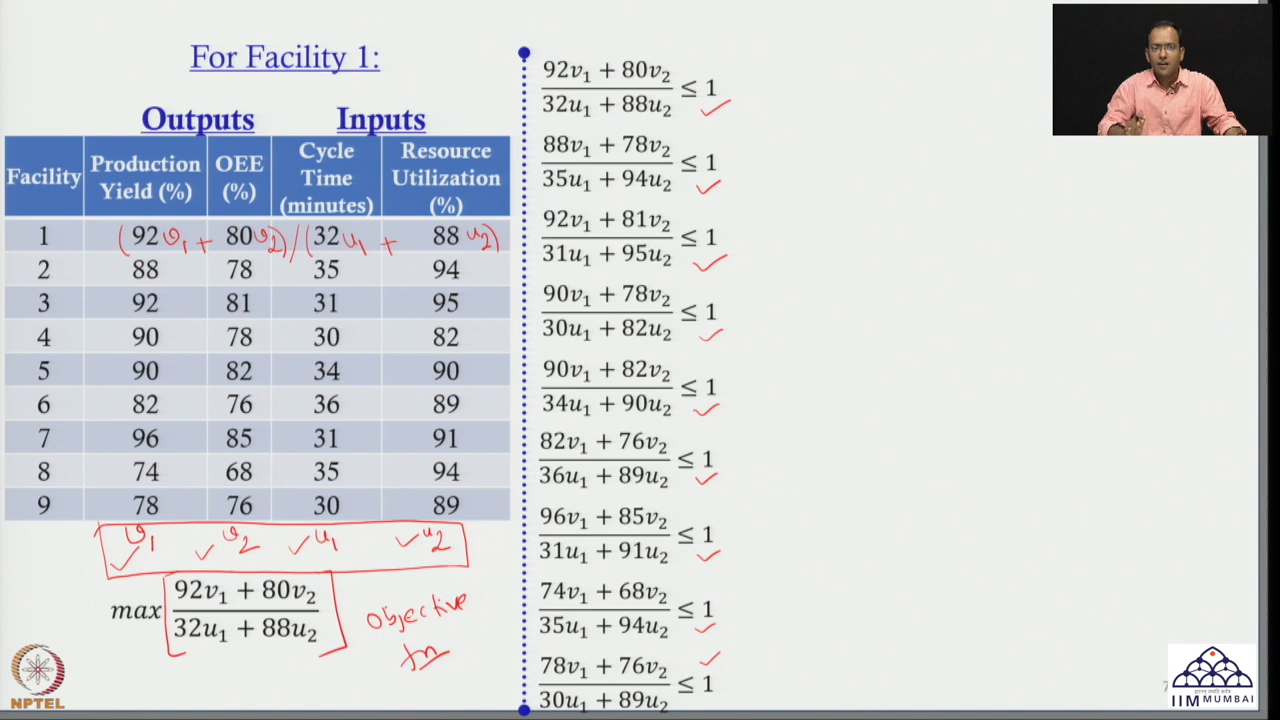 For Facility 1:
Outputs Inputs
Facility Production Yield (%) OEE (%) Cycle Time (minutes) Resource Utilization (%)
1 (92 v₁ + 80 v₂) / (32 u₁ + 88 u₂)
2 88 78 35 94
3 92 81 31 95
4 90 78 30 82
5 90 82 34 90
6 82 76 36 89
7 96 85 31 91
8 74 68 35 94
9 78 76 30 89
✓ v₁ ✓ v₂ ✓ u₁ ✓ u₂
max [(92v₁ + 80v₂) / (32u₁ + 88u₂)]
objective
fn
(92v₁ + 80v₂) / (32u₁ + 88u₂) ≤ 1 ✓
(88v₁ + 78v₂) / (35u₁ + 94u₂) ≤ 1 ✓
(92v₁ + 81v₂) / (31u₁ + 95u₂) ≤ 1 ✓
(90v₁ + 78v₂) / (30u₁ + 82u₂) ≤ 1 ✓
(90v₁ + 82v₂) / (34u₁ + 90u₂) ≤ 1 ✓
(82v₁ + 76v₂) / (36u₁ + 89u₂) ≤ 1 ✓
(96v₁ + 85v₂) / (31u₁ + 91u₂) ≤ 1 ✓
(74v₁ + 68v₂) / (35u₁ + 94u₂) ≤ 1 ✓
(78v₁ + 76v₂) / (30u₁ + 89u₂) ≤ 1 ✓
NPTEL
IIM MUMBAI